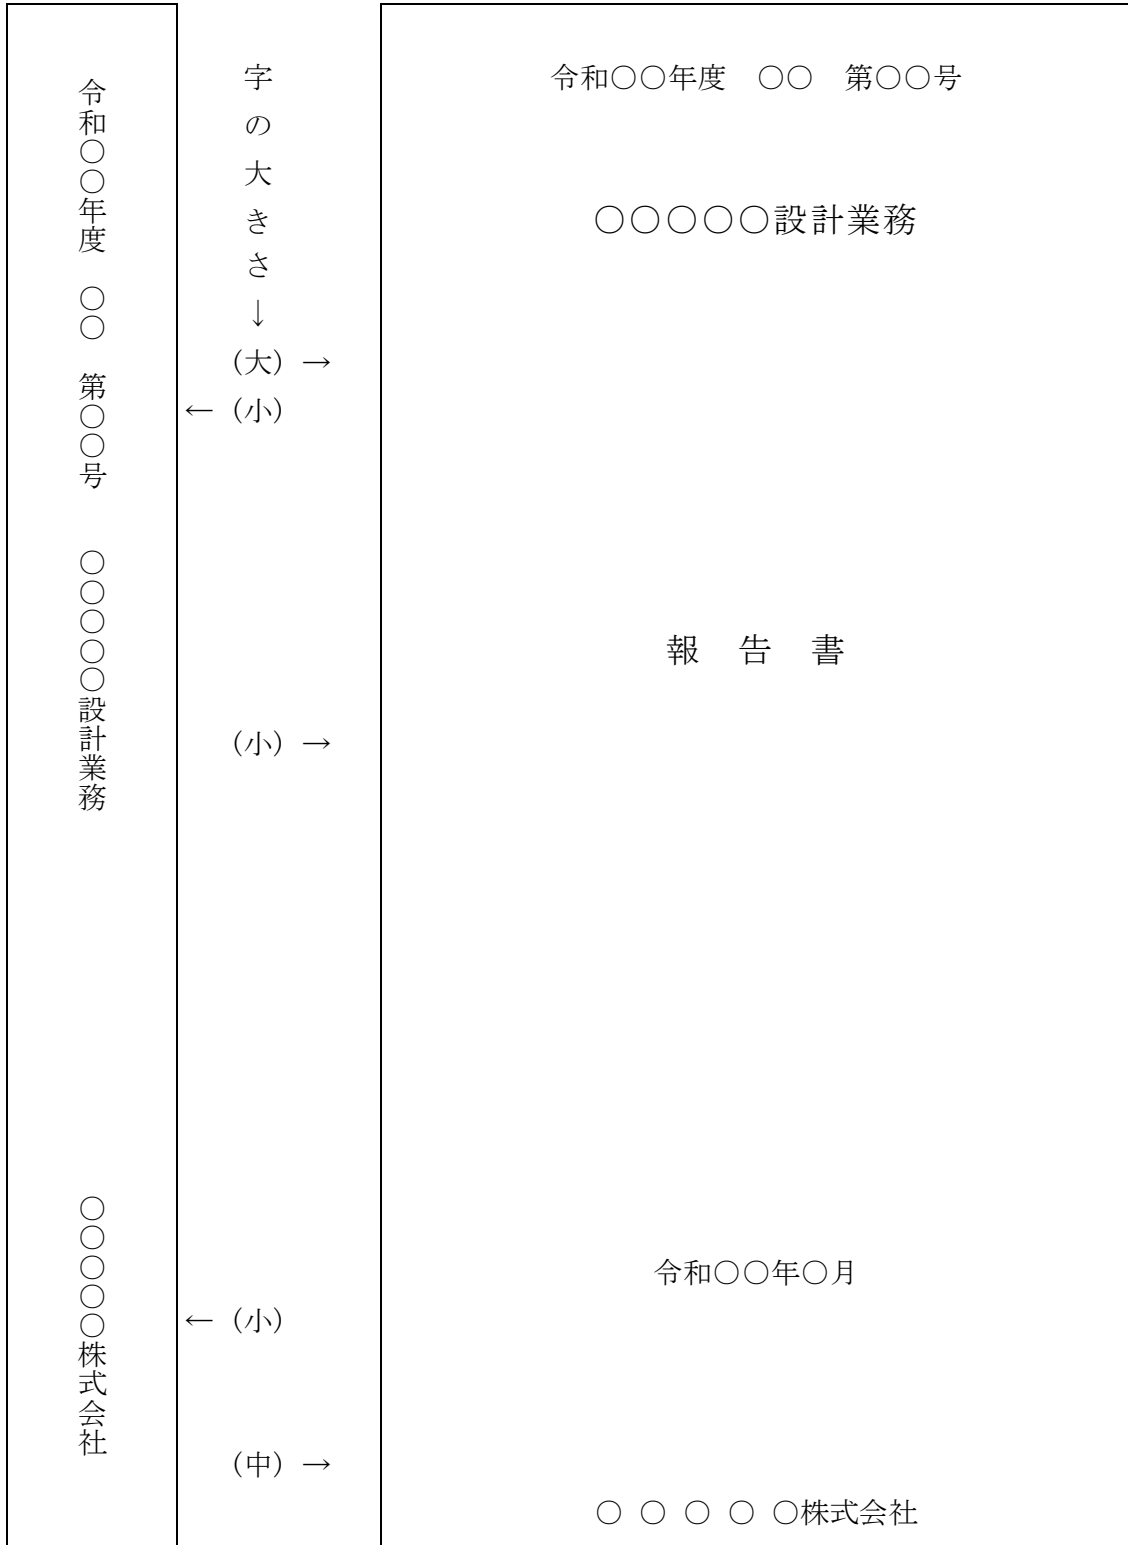 令和〇〇年度　〇〇　第〇〇号　　〇〇〇〇〇設計業務
〇〇〇〇〇株式会社
字の大きさ↓
（大）→
←（小）
（小）→
←（小）
（中）→
令和〇〇年度　〇〇　第〇〇号
〇〇〇〇〇設計業務
報　告　書
令和〇〇年〇月
〇 〇 〇 〇 〇株式会社